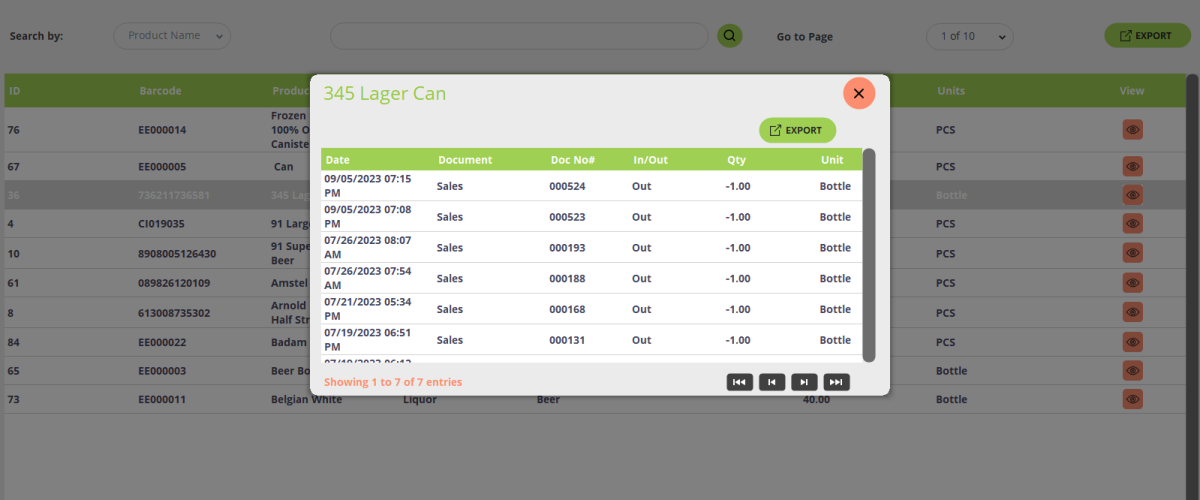 Search by:
Product Name
Go to Page
1 of 10
EXPORT
ID Barcode Units View
76 EE000014 Frozen 100% PCS
67 EE000005 Can PCS
36 736211736581 345 Bottle
4 CI019035 91 PCS
10 8908005126430 91 Beer PCS
61 089826120109 Amstel PCS
8 613008735302 Arnold Half PCS
84 EE000022 Badam PCS
65 EE000003 Beer Bottle
73 EE000011 Belgian White Liquor Beer 40.00 Bottle
345 Lager Can
EXPORT
Date Document Doc No# In/Out Qty Unit
09/05/2023 07:15
PM
Sales 000524 Out -1.00 Bottle
09/05/2023 07:08
PM
Sales 000523 Out -1.00 Bottle
07/26/2023 08:07
AM
Sales 000193 Out -1.00 Bottle
07/26/2023 07:54
AM
Sales 000188 Out -1.00 Bottle
07/21/2023 05:34
PM
Sales 000168 Out -1.00 Bottle
07/19/2023 06:51
PM
Sales 000131 Out -1.00 Bottle
Showing 1 to 7 of 7 entries